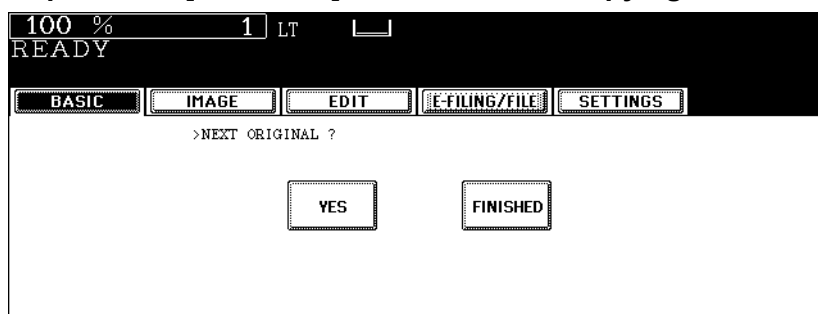 100 % 1 LT
READY
BASIC IMAGE EDIT E-FILING/FILE SETTINGS
>NEXT ORIGINAL ?
YES FINISHED